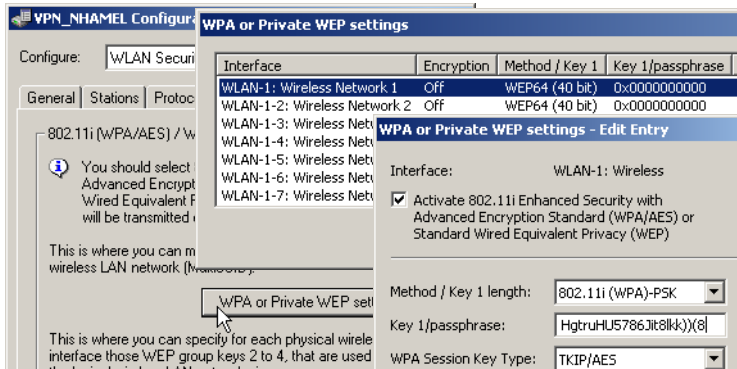 VPN_NHAMEL Configura
Configure: WLAN Securi
General Stations Protoc
802.11i (WPA/AES) / W
You should select
Advanced Encrypt
Wired Equivalent
will be transmitted
This is where you can m
wireless LAN network
WPA or Private WEP sett
This is where you can specify for each physical wirele
interface those WEP group keys 2 to 4, that are used
WPA or Private WEP settings
Interface Encryption Method / Key 1 Key 1/passphrase
WLAN-1: Wireless Network 1 Off WEP64 (40 bit) 0x0000000000
WLAN-1-2: Wireless Network 2 Off WEP64 (40 bit) 0x0000000000
WLAN-1-3: Wireless Netw
WLAN-1-4: Wireless Netw
WLAN-1-5: Wireless Netw
WLAN-1-6: Wireless Netw
WLAN-1-7: Wireless Netw
WPA or Private WEP settings - Edit Entry
Interface: WLAN-1: Wireless
Activate 802.11i Enhanced Security with
Advanced Encryption Standard (WPA/AES) or
Standard Wired Equivalent Privacy (WEP)
Method / Key 1 length: 802.11i (WPA)-PSK
Key 1/passphrase: HgtruHU5786Jit8lkk))(8
WPA Session Key Type: TKIP/AES